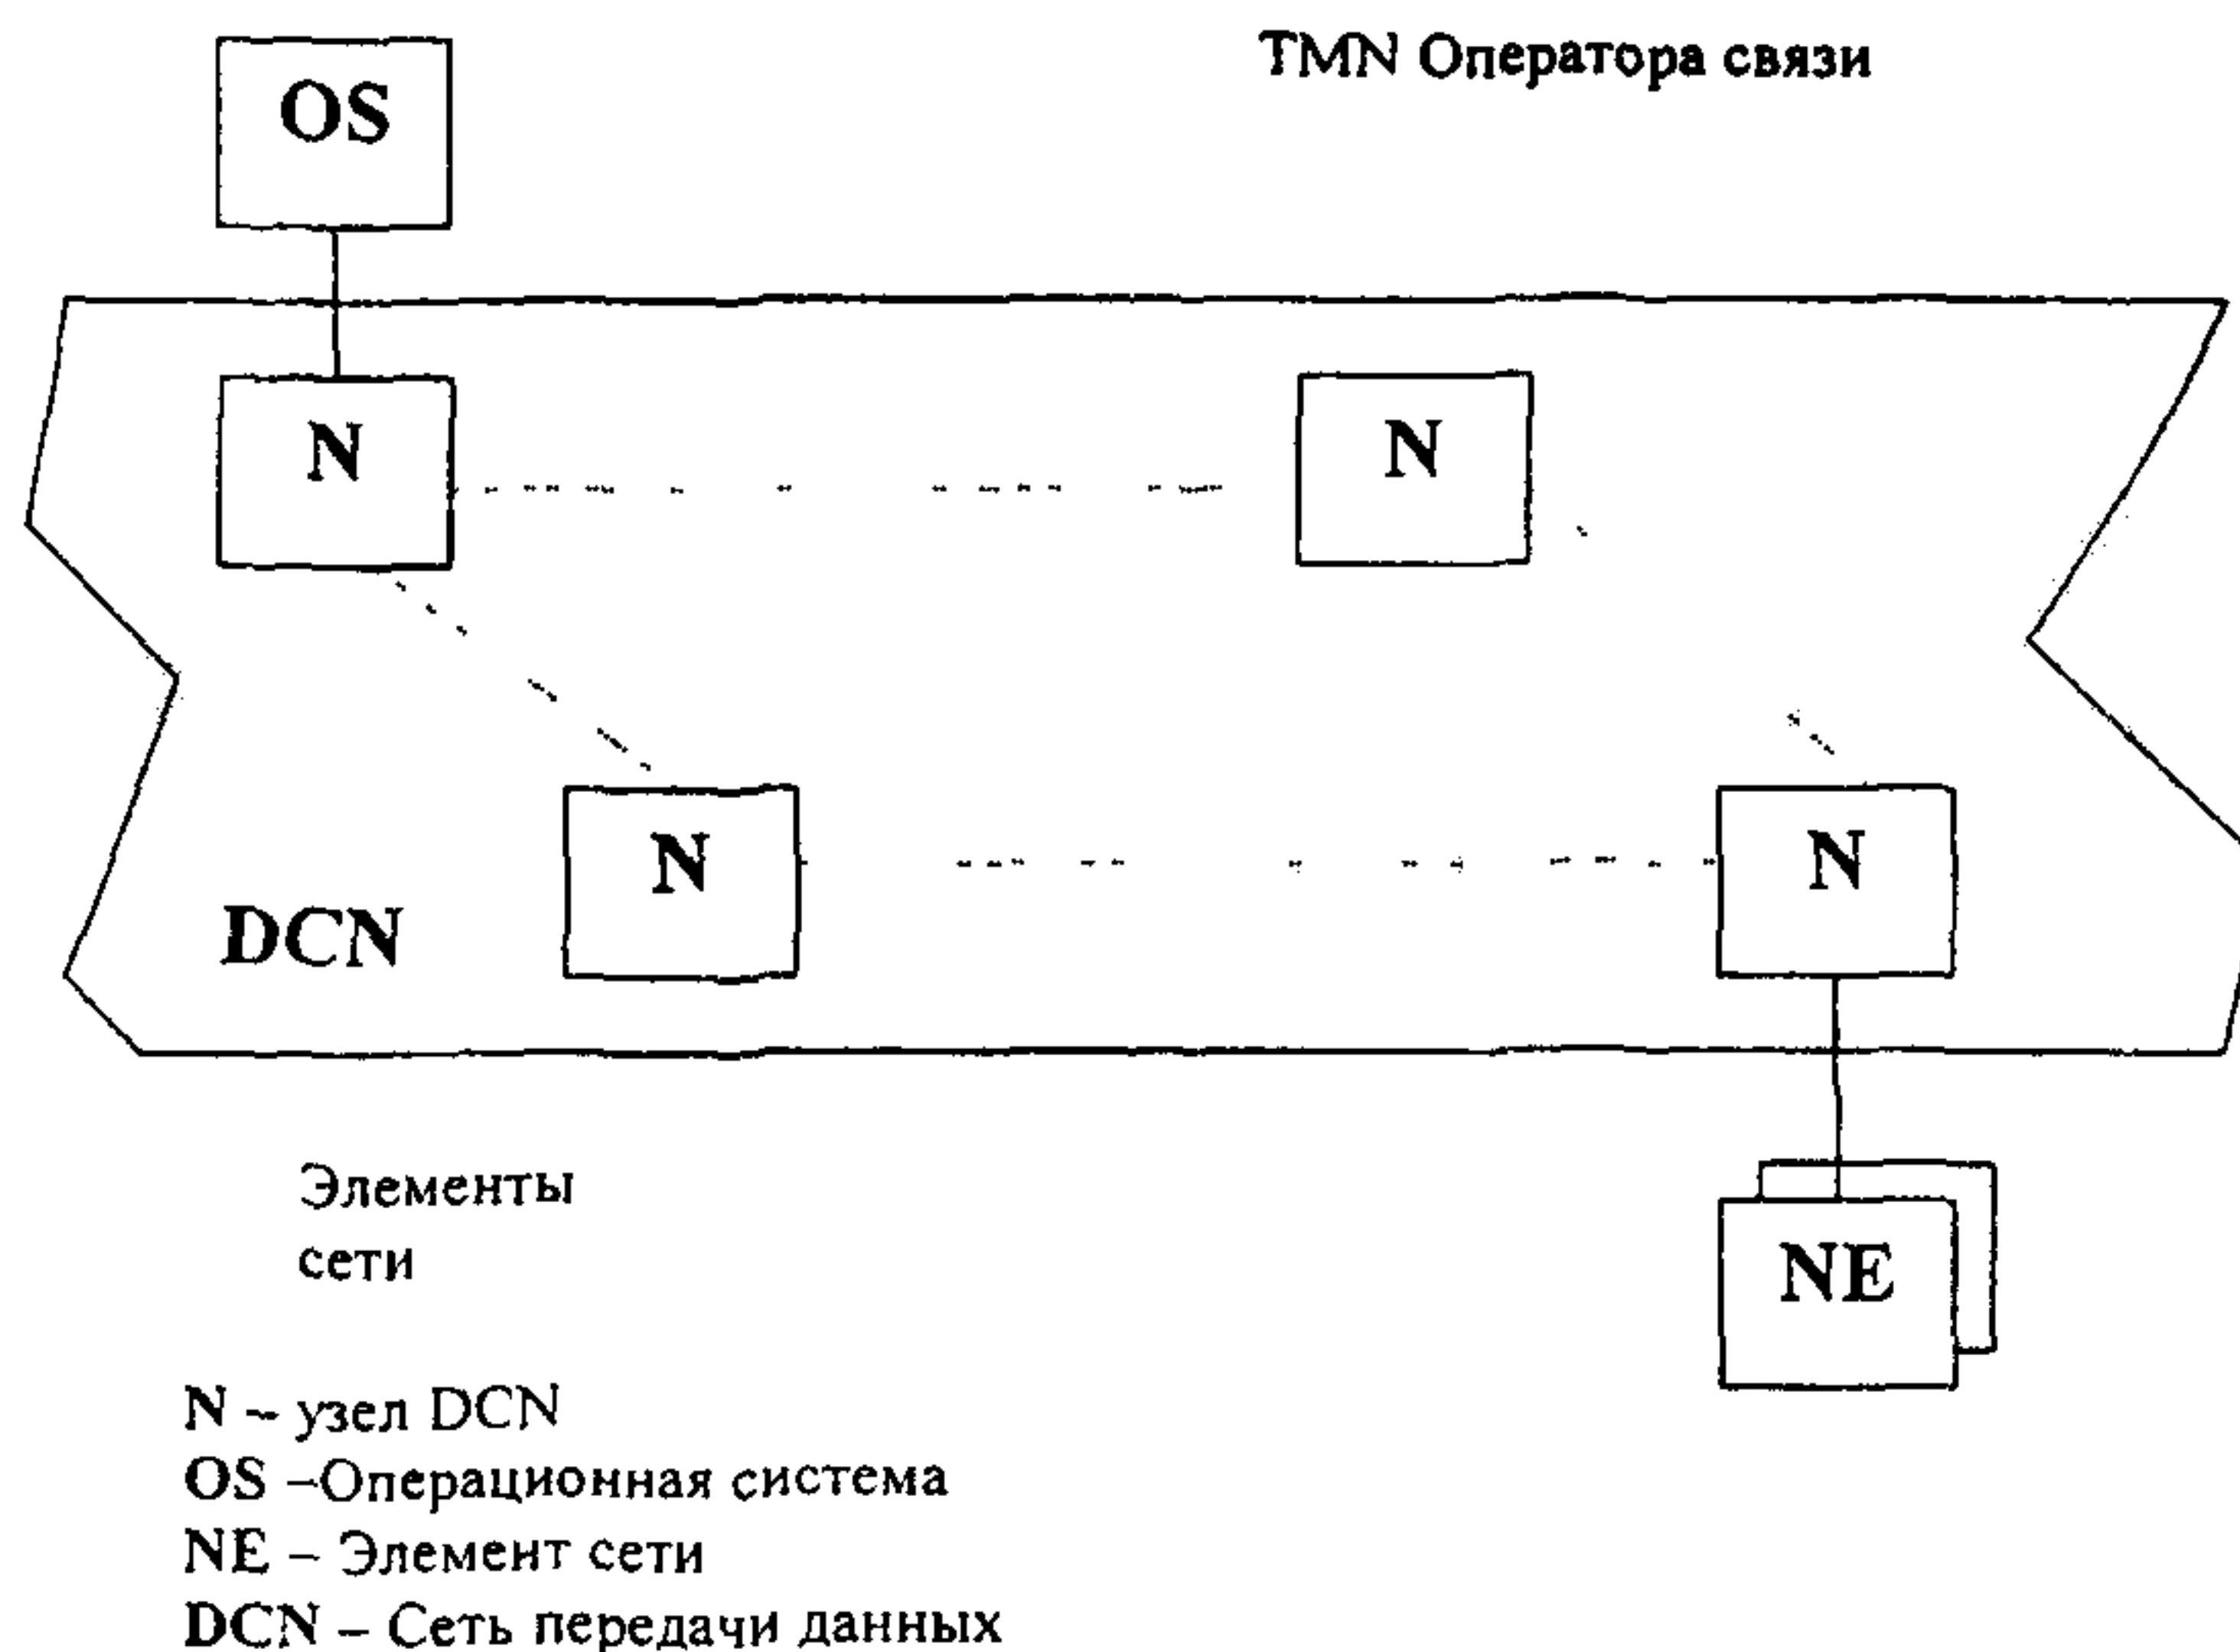 TMN Оператора связи
OS
N
N
N
N
DCN
NE
Элементы
сети
N – узел DCN
OS –Операционная система
NE – Элемент сети
DCN – Сеть передачи данных